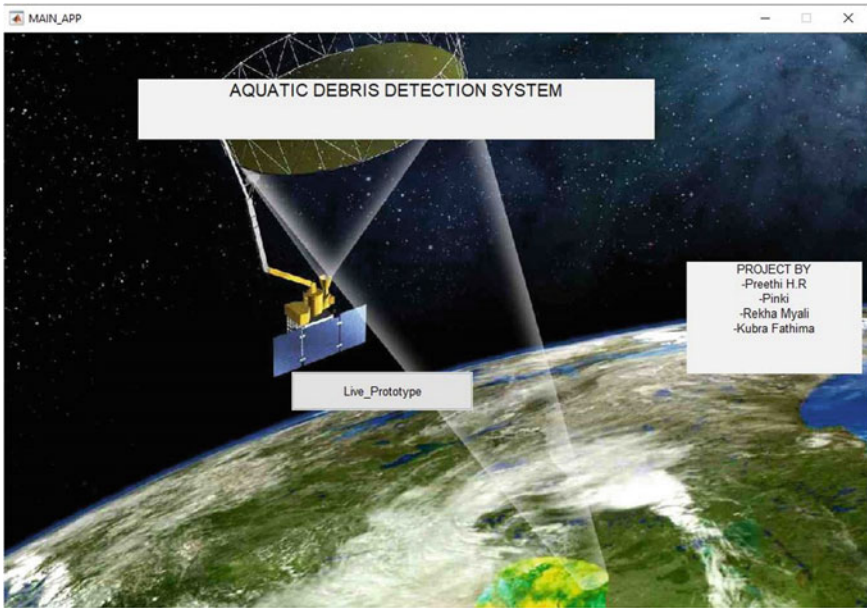 MAIN_APP
AQUATIC DEBRIS DETECTION SYSTEM
PROJECT BY
-Preethi H.R
-Pinki
-Rekha Myali
-Kubra Fathima
Live_Prototype